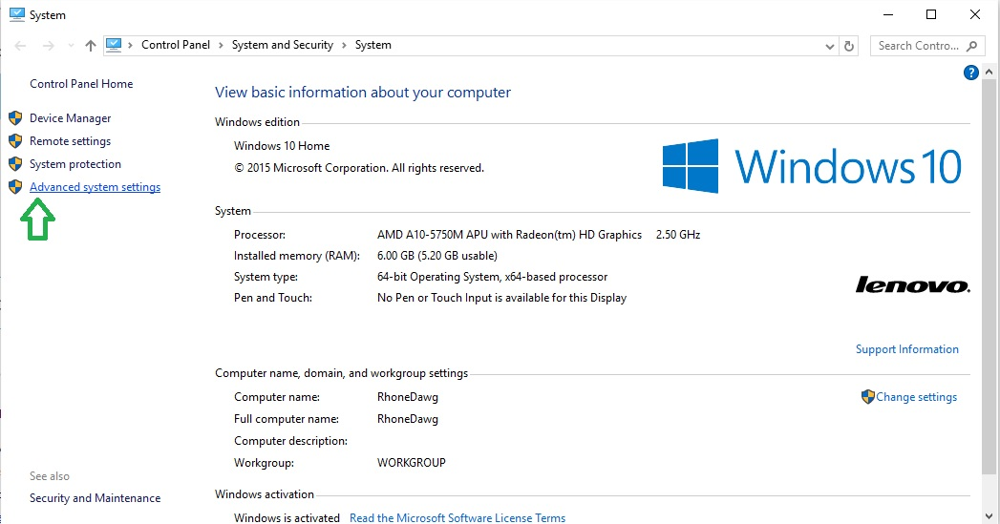 System
Control Panel > System and Security > System
Search Contro...
?
Control Panel Home
Device Manager
Remote settings
System protection
Advanced system settings
See also
Security and Maintenance
View basic information about your computer
Windows edition
Windows 10 Home
© 2015 Microsoft Corporation. All rights reserved.
Windows 10
System
Processor: AMD A10-5750M APU with Radeon(tm) HD Graphics 2.50 GHz
Installed memory (RAM): 6.00 GB (5.20 GB usable)
System type: 64-bit Operating System, x64-based processor
Pen and Touch: No Pen or Touch Input is available for this Display
lenovo.
Support Information
Computer name, domain, and workgroup settings
Computer name: RhoneDawg
Change settings
Full computer name: RhoneDawg
Computer description:
Workgroup: WORKGROUP
Windows activation
Windows is activated Read the Microsoft Software License Terms